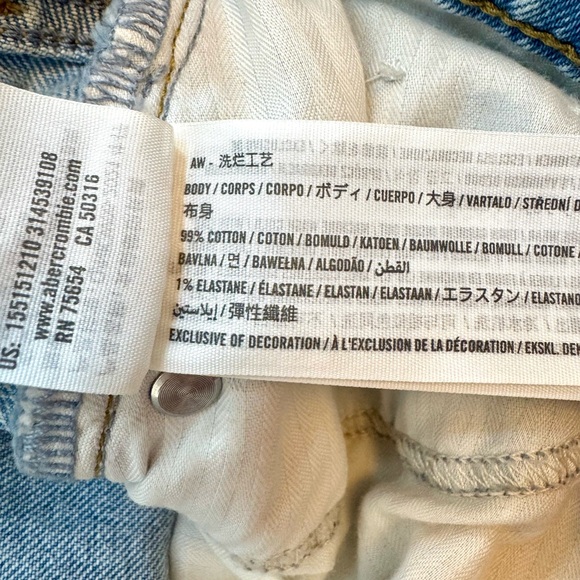 US: 155151210 314539108
www.abercrombie.com
RN 75654 CA 50316
AW - 洗烂工艺
BODY / CORPS / CORPO / ボディ / CUERPO / 大身 / VARTALO / STŘEDNÍ D
布身
99% COTTON / COTON / BOMULD / KATOEN / BAUMWOLLE / BOMULL / COTONE /
BAVLNA / 면 / BAWEŁNA / ALGODÃO / القطن
1% ELASTANE / ÉLASTANE / ELASTAN / ELASTAAN / エラスタン / ELASTANO
إيلاستين / 彈性纖維
EXCLUSIVE OF DECORATION / À L'EXCLUSION DE LA DÉCORATION / EKSKL. DEK